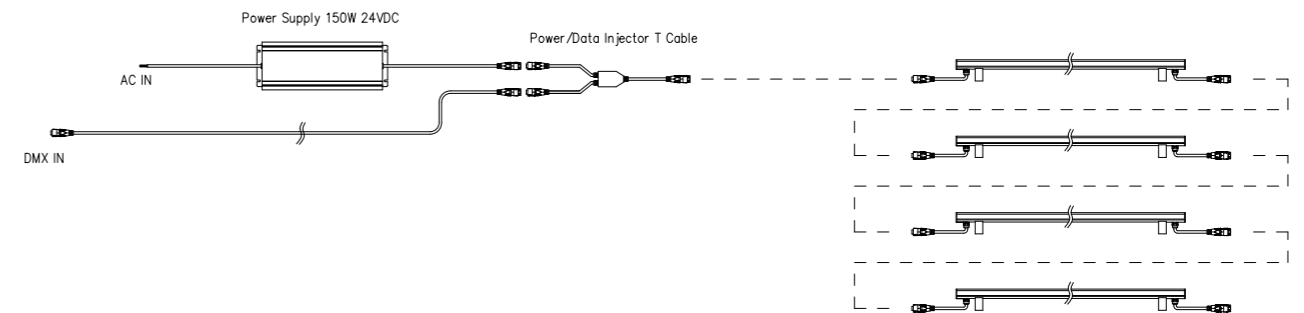 Power Supply 150W 24VDC
Power/Data Injector T Cable
AC IN
DMX IN